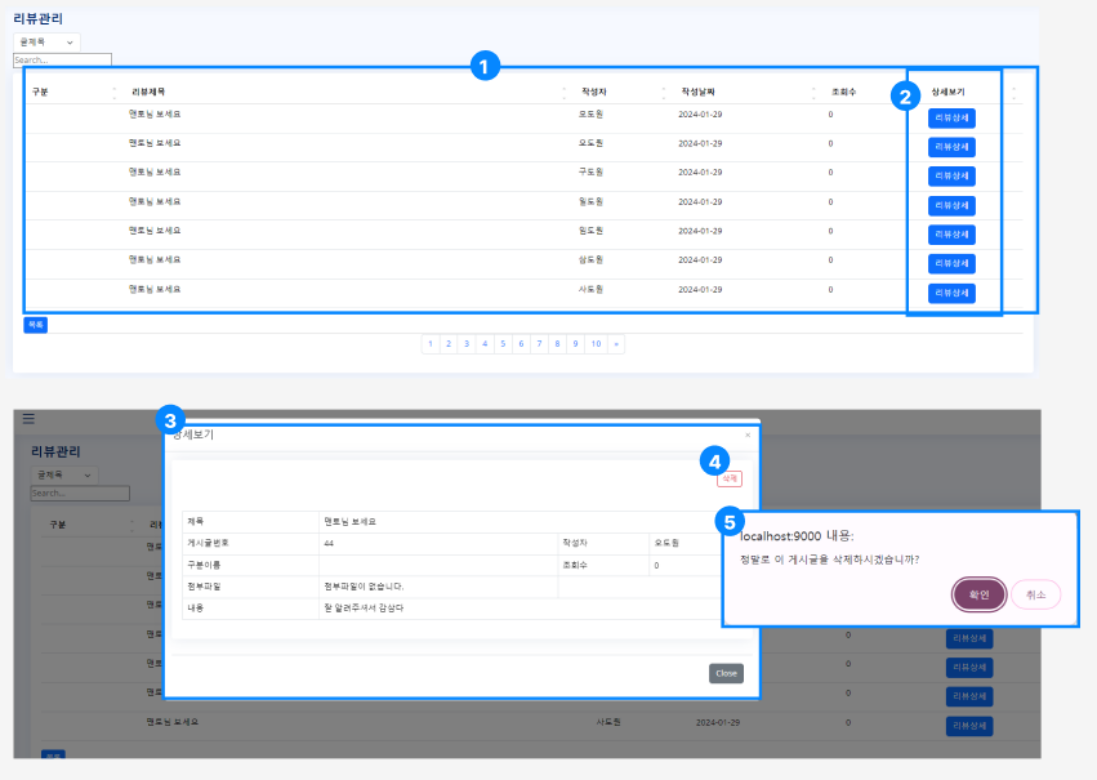 리뷰관리
글제목
Search...
1
구분 리뷰제목 작성자 작성날짜 조회수 2 상세보기
멘토님 보세요 모도원 2024-01-29 0 리뷰상세
멘토님 보세요 오도원 2024-01-29 0 리뷰상세
멘토님 보세요 구도원 2024-01-29 0 리뷰상세
멘토님 보세요 일도원 2024-01-29 0 리뷰상세
멘토님 보세요 임도원 2024-01-29 0 리뷰상세
멘토님 보세요 삼도원 2024-01-29 0 리뷰상세
멘토님 보세요 사도원 2024-01-29 0 리뷰상세
목록
1 2 3 4 5 6 7 8 9 10 »
3
상세보기 ×
리뷰관리
4
글제목
삭제
Search...
구분 리뷰
제목 멘토님 보세요
5
게시글번호 44 작성자 오도원
localhost:9000 내용:
구분이름 조회수 0
정말로 이 게시글을 삭제하시겠습니까?
첨부파일 첨부파일이 없습니다.
확인 취소
내용 잘 알려주셔서 감삼다
0 리뷰상세
0 리뷰상세
Close
0 리뷰상세
멘토님 보세요 사도원 2024-01-29 0 리뷰상세
목록